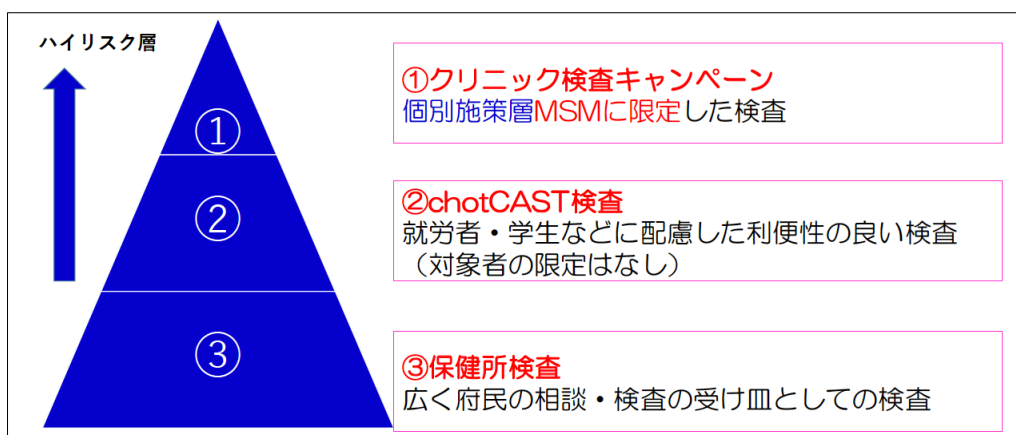 ハイリスク層
①
②
③
①クリニック検査キャンペーン
個別施策層MSMに限定した検査
②chotCAST検査
就労者・学生などに配慮した利便性の良い検査
（対象者の限定はなし）
③保健所検査
広く府民の相談・検査の受け皿としての検査